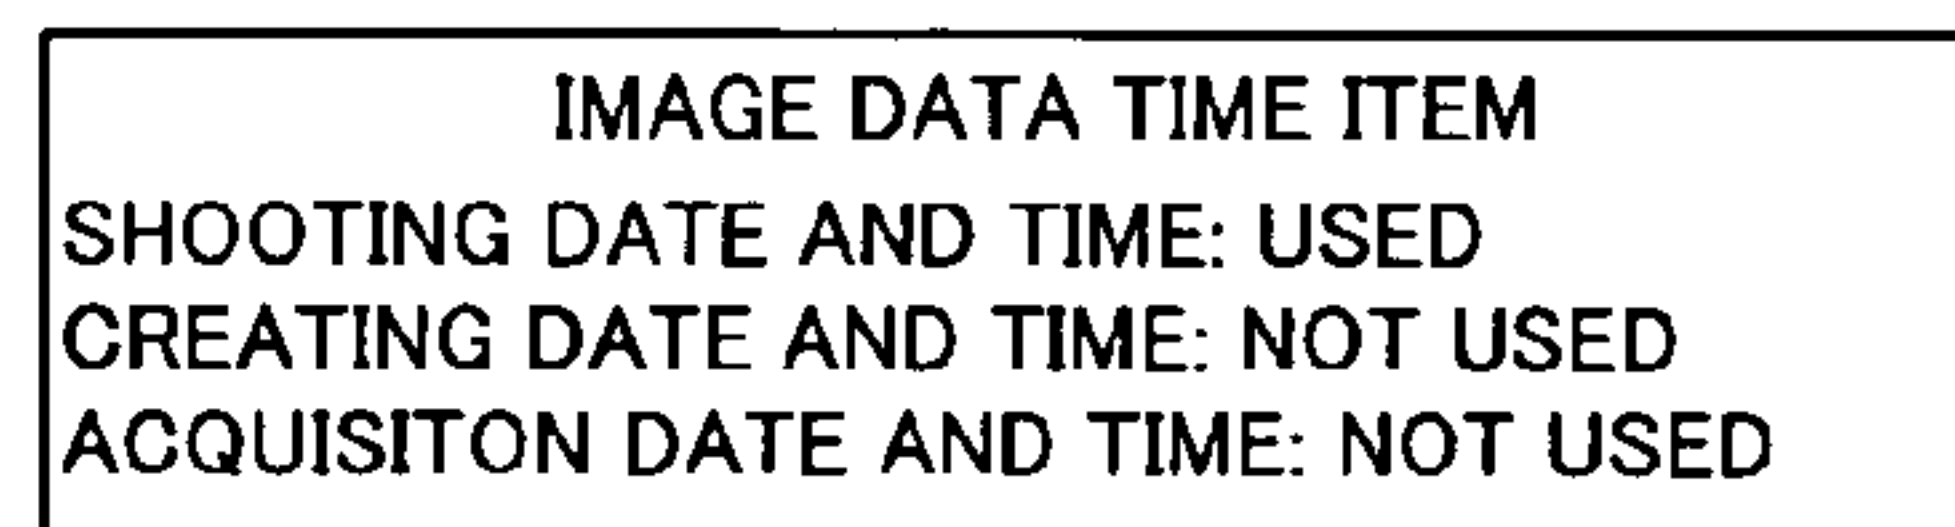 IMAGE DATA TIME ITEM
SHOOTING DATE AND TIME: USED
CREATING DATE AND TIME: NOT USED
ACQUISITON DATE AND TIME: NOT USED